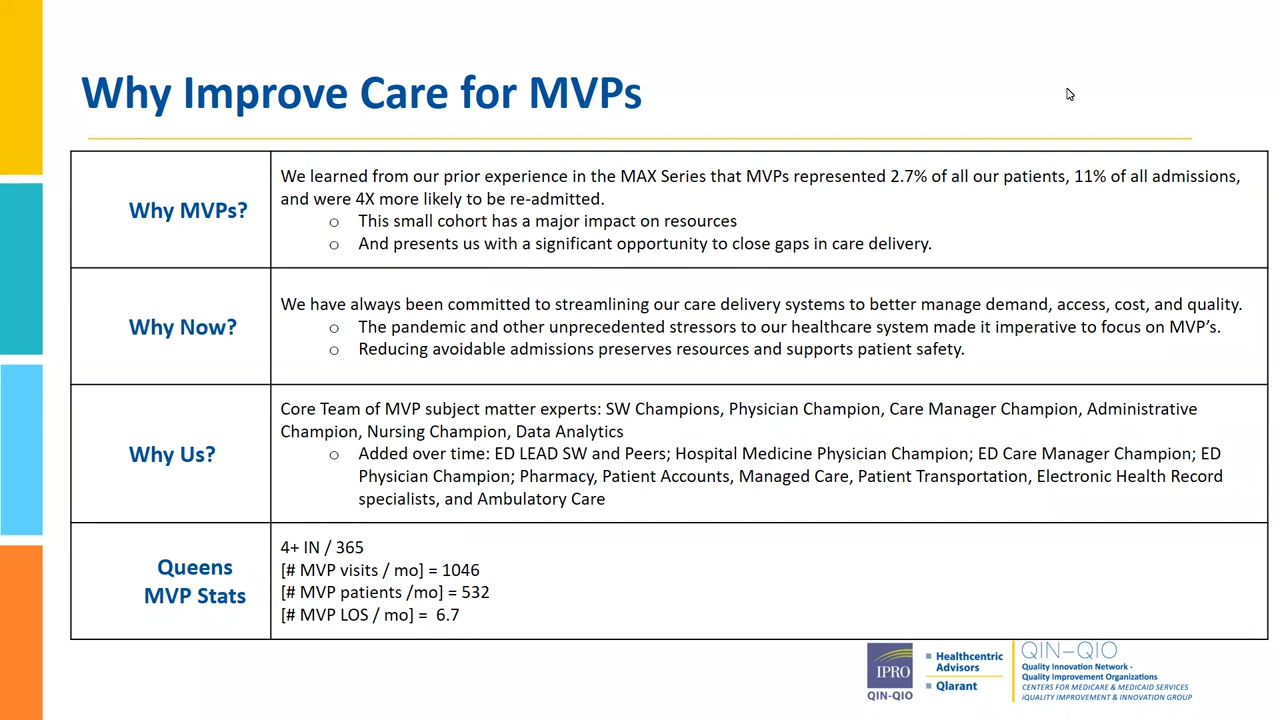 Why Improve Care for MVPs
Why MVPs?
We learned from our prior experience in the MAX Series that MVPs represented 2.7% of all our patients, 11% of all admissions,
and were 4X more likely to be re-admitted.
o This small cohort has a major impact on resources
o And presents us with a significant opportunity to close gaps in care delivery.
Why Now?
We have always been committed to streamlining our care delivery systems to better manage demand, access, cost, and quality.
o The pandemic and other unprecedented stressors to our healthcare system made it imperative to focus on MVP's.
o Reducing avoidable admissions preserves resources and supports patient safety.
Why Us?
Core Team of MVP subject matter experts: SW Champions, Physician Champion, Care Manager Champion, Administrative
Champion, Nursing Champion, Data Analytics
o Added over time: ED LEAD SW and Peers; Hospital Medicine Physician Champion; ED Care Manager Champion; ED
Physician Champion; Pharmacy, Patient Accounts, Managed Care, Patient Transportation, Electronic Health Record
specialists, and Ambulatory Care
Queens
MVP Stats
4+ IN / 365
[# MVP visits / mo] = 1046
[# MVP patients /mo] = 532
[# MVP LOS / mo] = 6.7
IPRO
QIN-QIO
Healthcentric
Advisors
Qlarant
QIN–QIO
Quality Innovation Network -
Quality Improvement Organizations
CENTERS FOR MEDICARE & MEDICAID SERVICES
iQUALITY IMPROVEMENT & INNOVATION GROUP